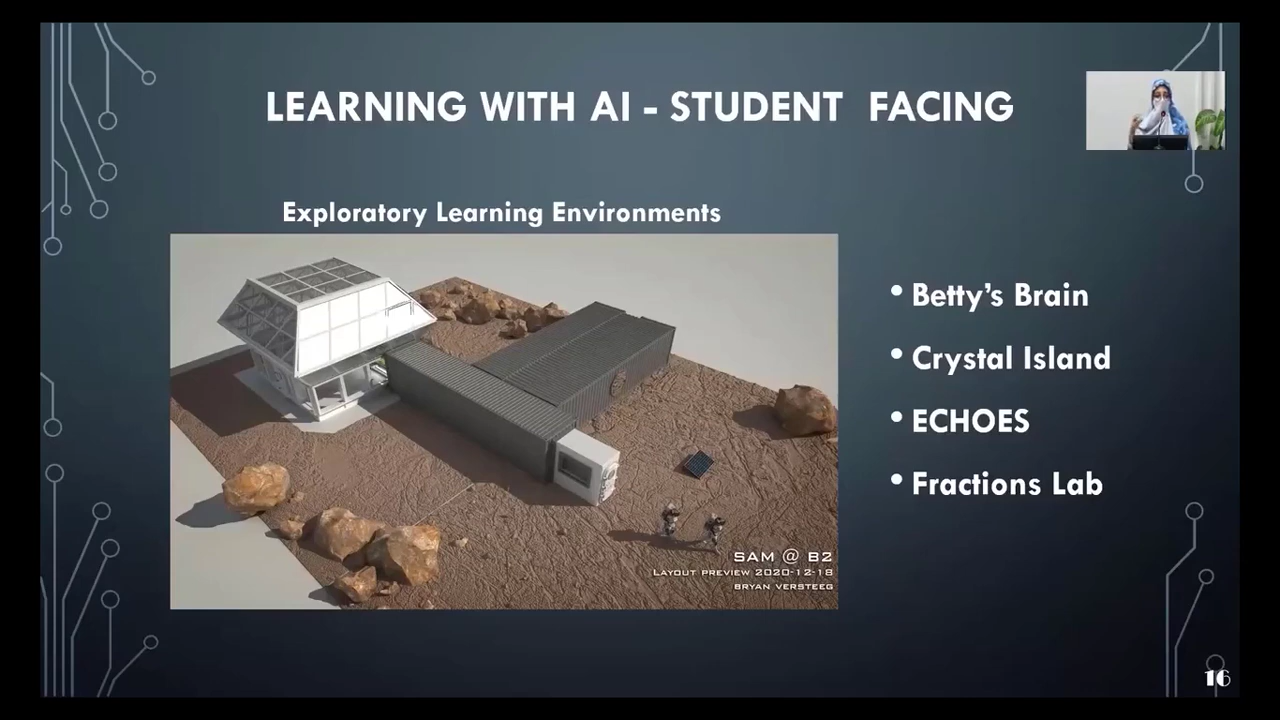 LEARNING WITH AI - STUDENT FACING
Exploratory Learning Environments
• Betty's Brain
• Crystal Island
• ECHOES
• Fractions Lab
SAM @ B2
LAYOUT PREVIEW 2020-12-18
BRYAN VERSTEEG
16